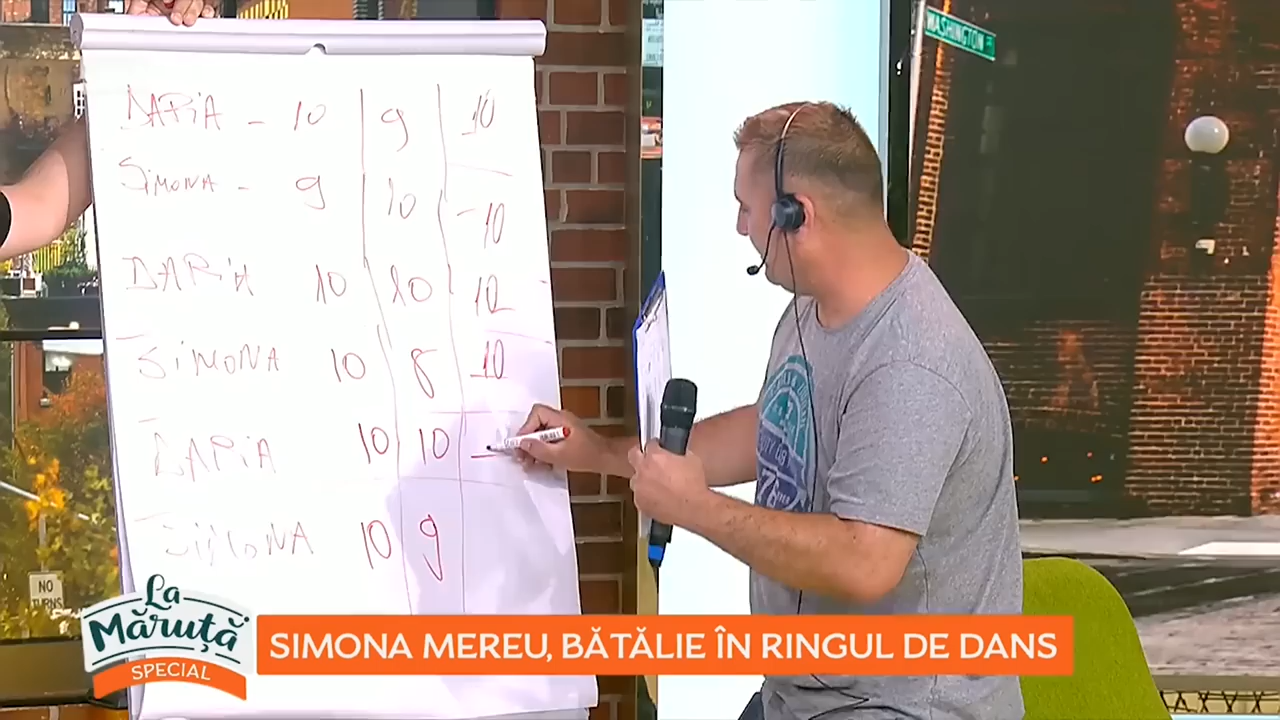 WASHINGTON
DARiA - 10 9 10
SiMONA - 9 10 10
DARiA 10 10 10
SiMONA 10 8 10
DARiA 10 10
SiMONA 10 9
NO
TURNS
La
Măruță
SPECIAL
SIMONA MEREU, BĂTĂLIE ÎN RINGUL DE DANS